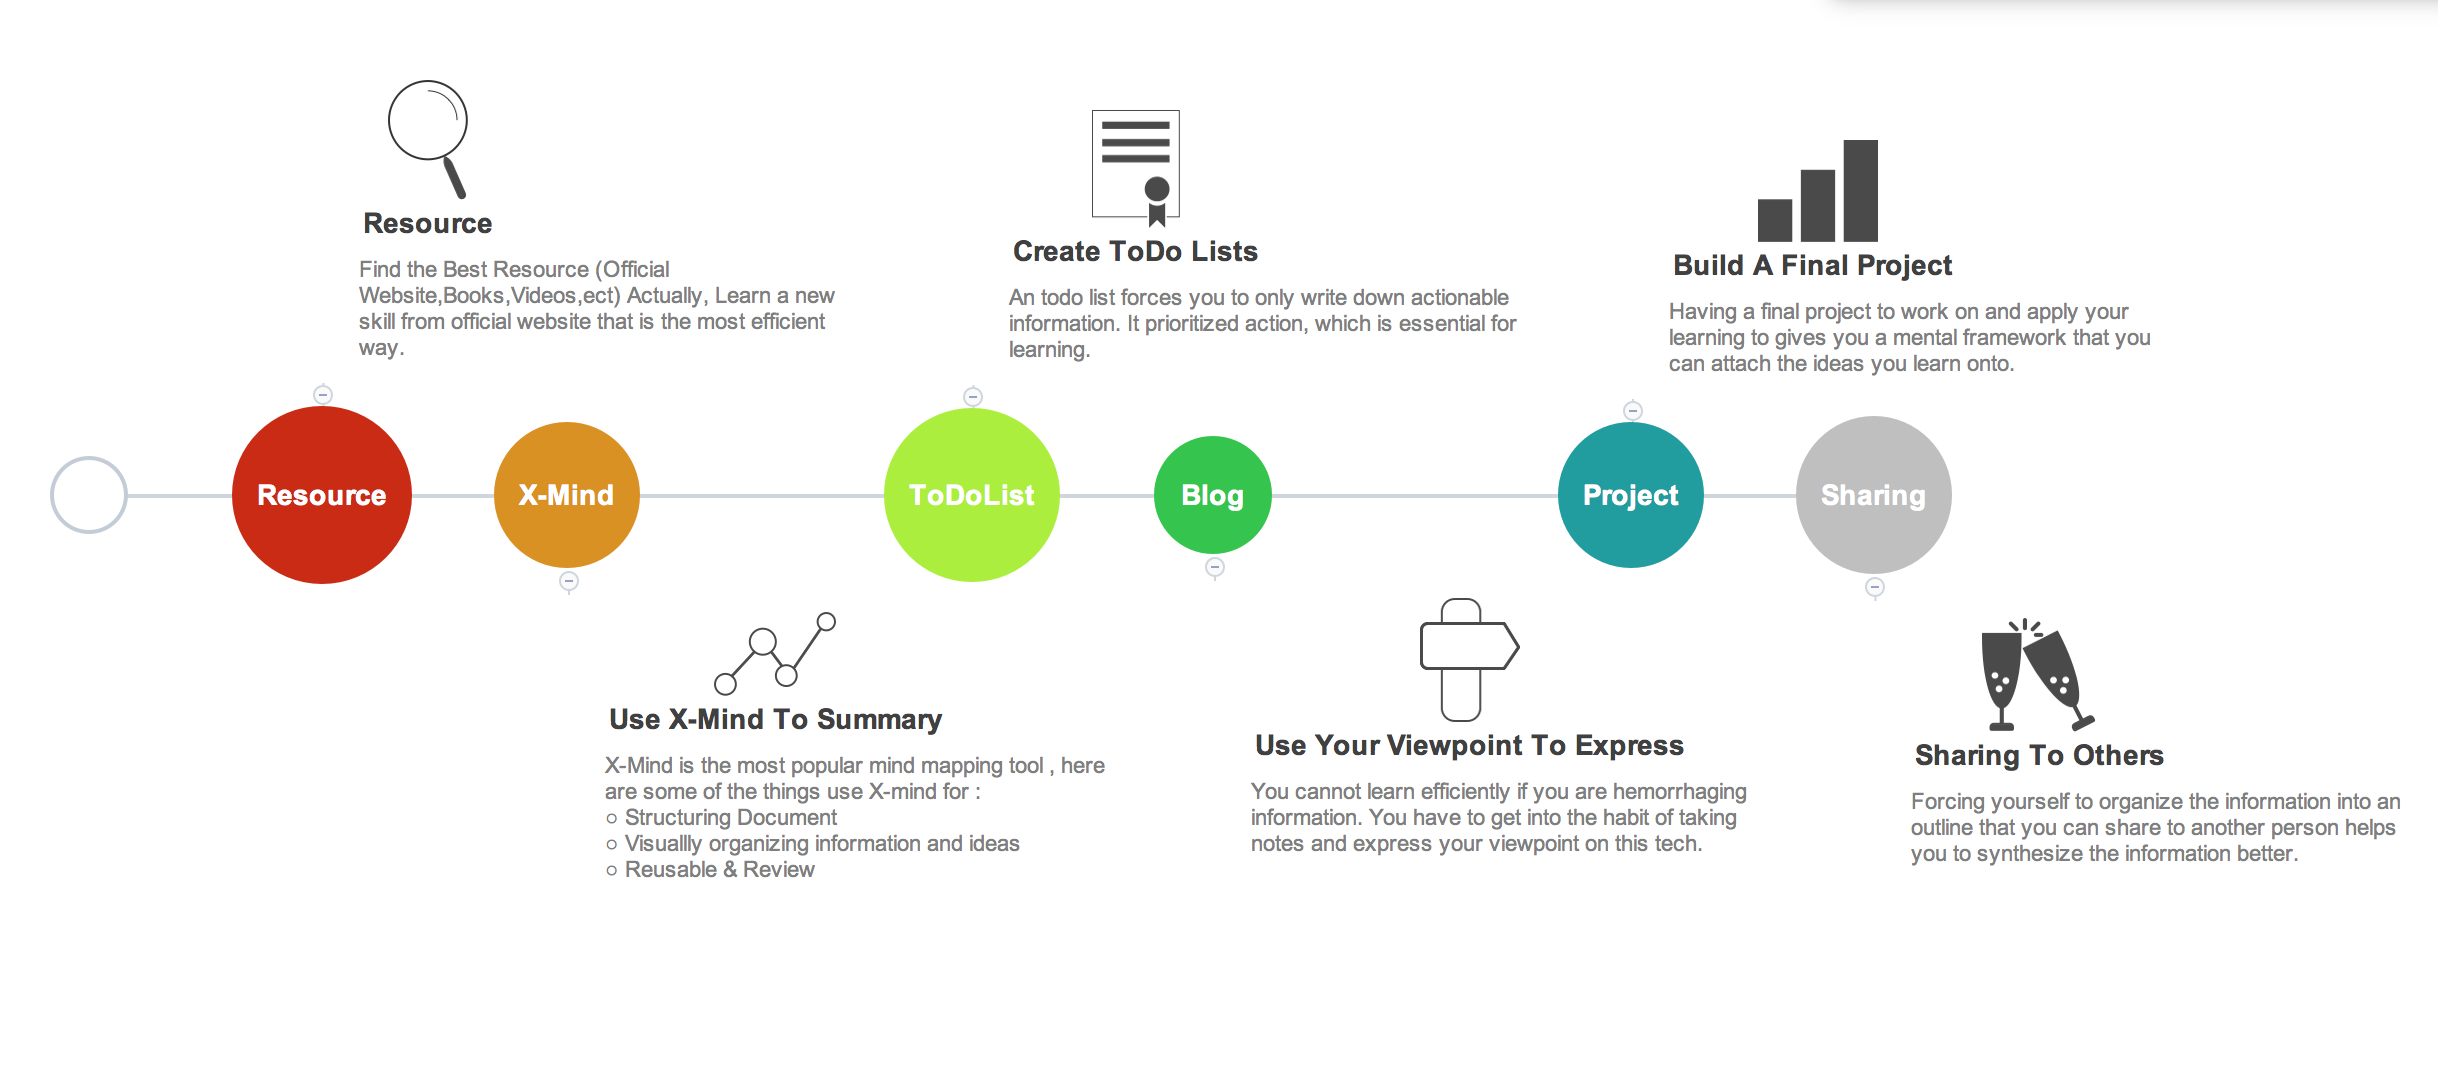 Resource
Find the Best Resource (Official
Website,Books,Videos,ect) Actually, Learn a new
skill from official website that is the most efficient
way.
Create ToDo Lists
An todo list forces you to only write down actionable
information. It prioritized action, which is essential for
learning.
Build A Final Project
Having a final project to work on and apply your
learning to gives you a mental framework that you
can attach the ideas you learn onto.
Resource
X-Mind
ToDoList
Blog
Project
Sharing
Use X-Mind To Summary
X-Mind is the most popular mind mapping tool , here
are some of the things use X-mind for :
○ Structuring Document
○ Visuallly organizing information and ideas
○ Reusable & Review
Use Your Viewpoint To Express
You cannot learn efficiently if you are hemorrhaging
information. You have to get into the habit of taking
notes and express your viewpoint on this tech.
Sharing To Others
Forcing yourself to organize the information into an
outline that you can share to another person helps
you to synthesize the information better.